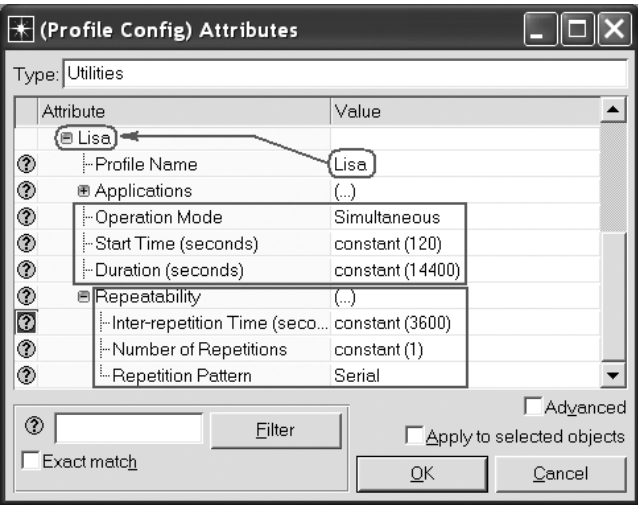 (Profile Config) Attributes
Type: Utilities
Attribute Value
Lisa
Profile Name Lisa
Applications (...)
Operation Mode Simultaneous
Start Time (seconds) constant (120)
Duration (seconds) constant (14400)
Repeatability (...)
Inter-repetition Time (seco... constant (3600)
Number of Repetitions constant (1)
Repetition Pattern Serial
Advanced
Filter
Apply to selected objects
Exact match
OK Cancel